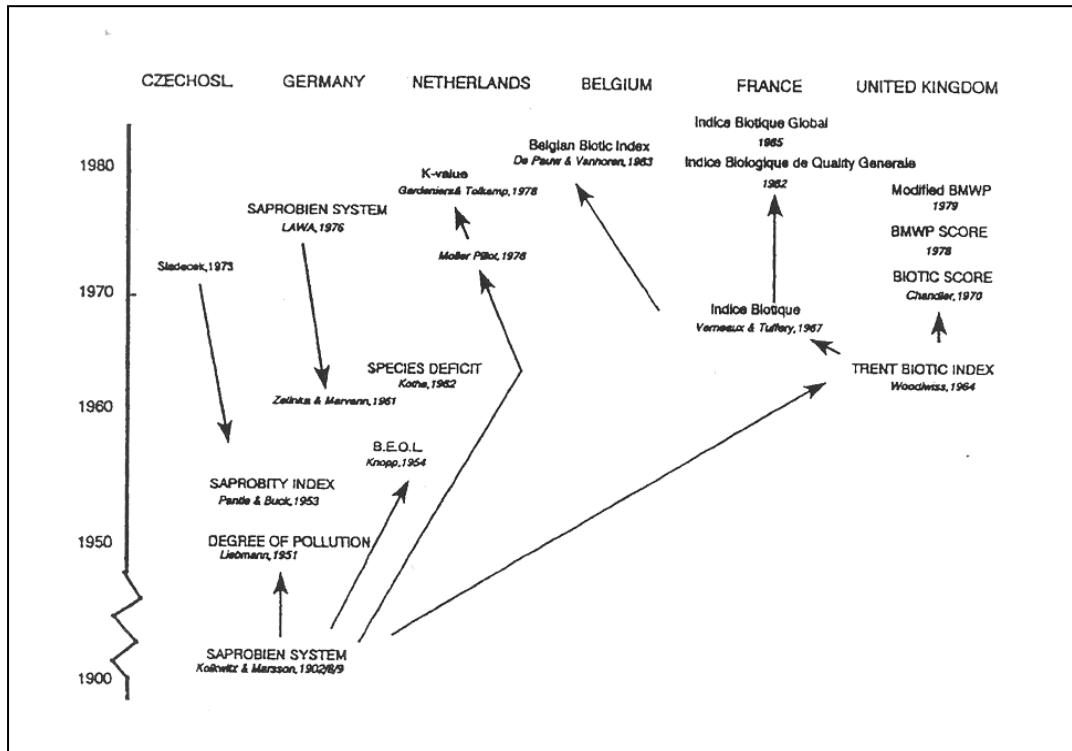 CZECHOSL. GERMANY NETHERLANDS BELGIUM FRANCE UNITED KINGDOM
Indice Biotique Global
1965
Belgian Biotic Index
De Pauw & Vanhoren, 1963
1980
Indice Biologique de Quality Generale
1962
K-value
Gardeniers & Tolkamp, 1978
Modified BMWP
1979
SAPROBIEN SYSTEM
LAWA, 1976
BMWP SCORE
1978
Moller Pillot, 1976
Sladecek, 1973
BIOTIC SCORE
Chandler, 1970
1970
Indice Biotique
Verneaux & Tuffery, 1967
SPECIES DEFICIT
Kothe, 1962
TRENT BIOTIC INDEX
Woodiwiss, 1964
Zelinka & Marvann, 1961
1960
B.E.O.L.
Knopp, 1954
SAPROBITY INDEX
Pantle & Buck, 1953
1950
DEGREE OF POLLUTION
Liebmann, 1951
SAPROBIEN SYSTEM
Kolkwitz & Marsson, 1902/8/9
1900